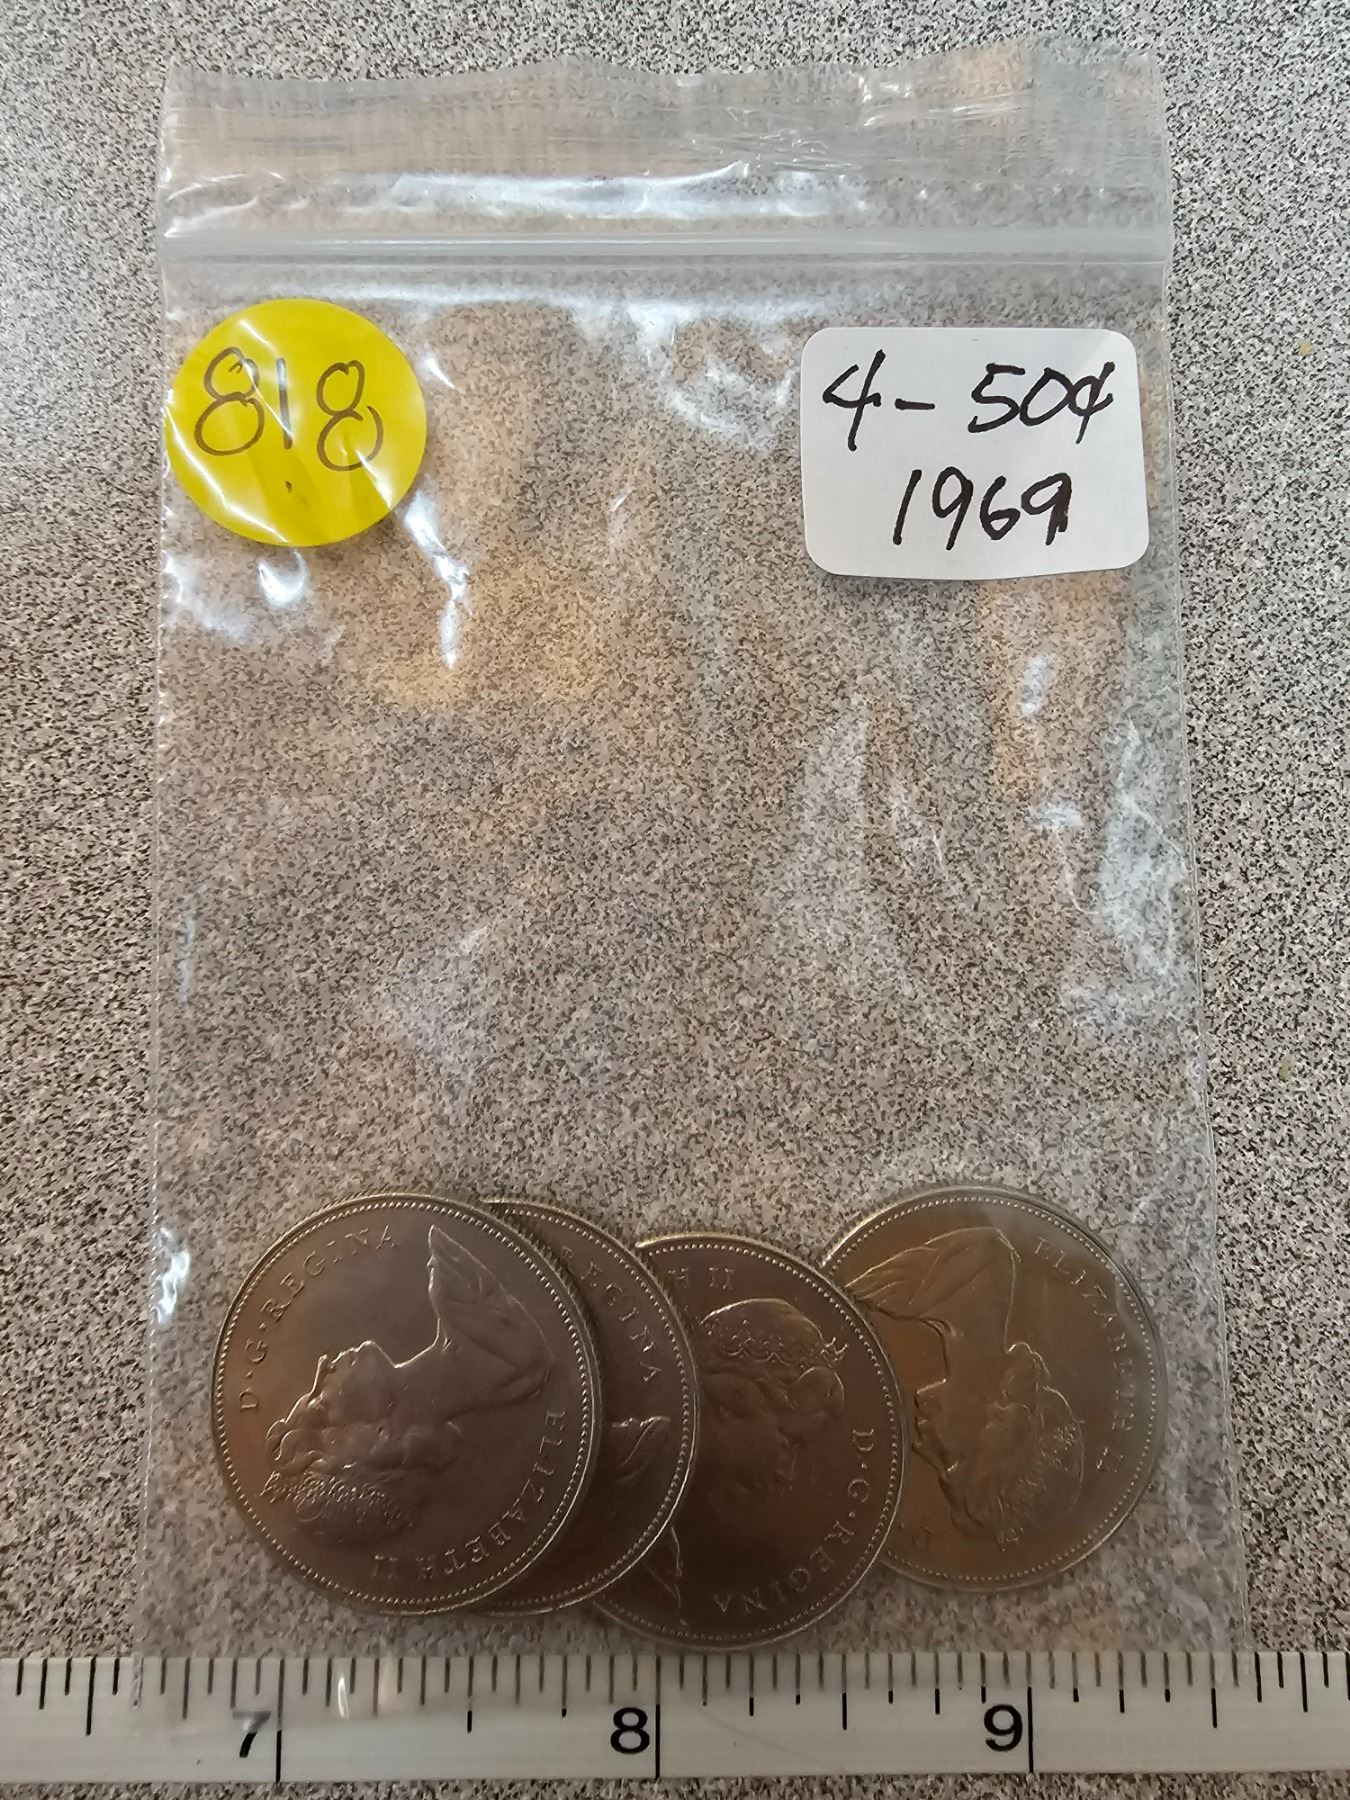 818
4- 50¢
1969
D·G·REGINA
ELIZABETH II
REGINA
H II
D·G·REGINA
ELIZABETH II
D
7 8 9